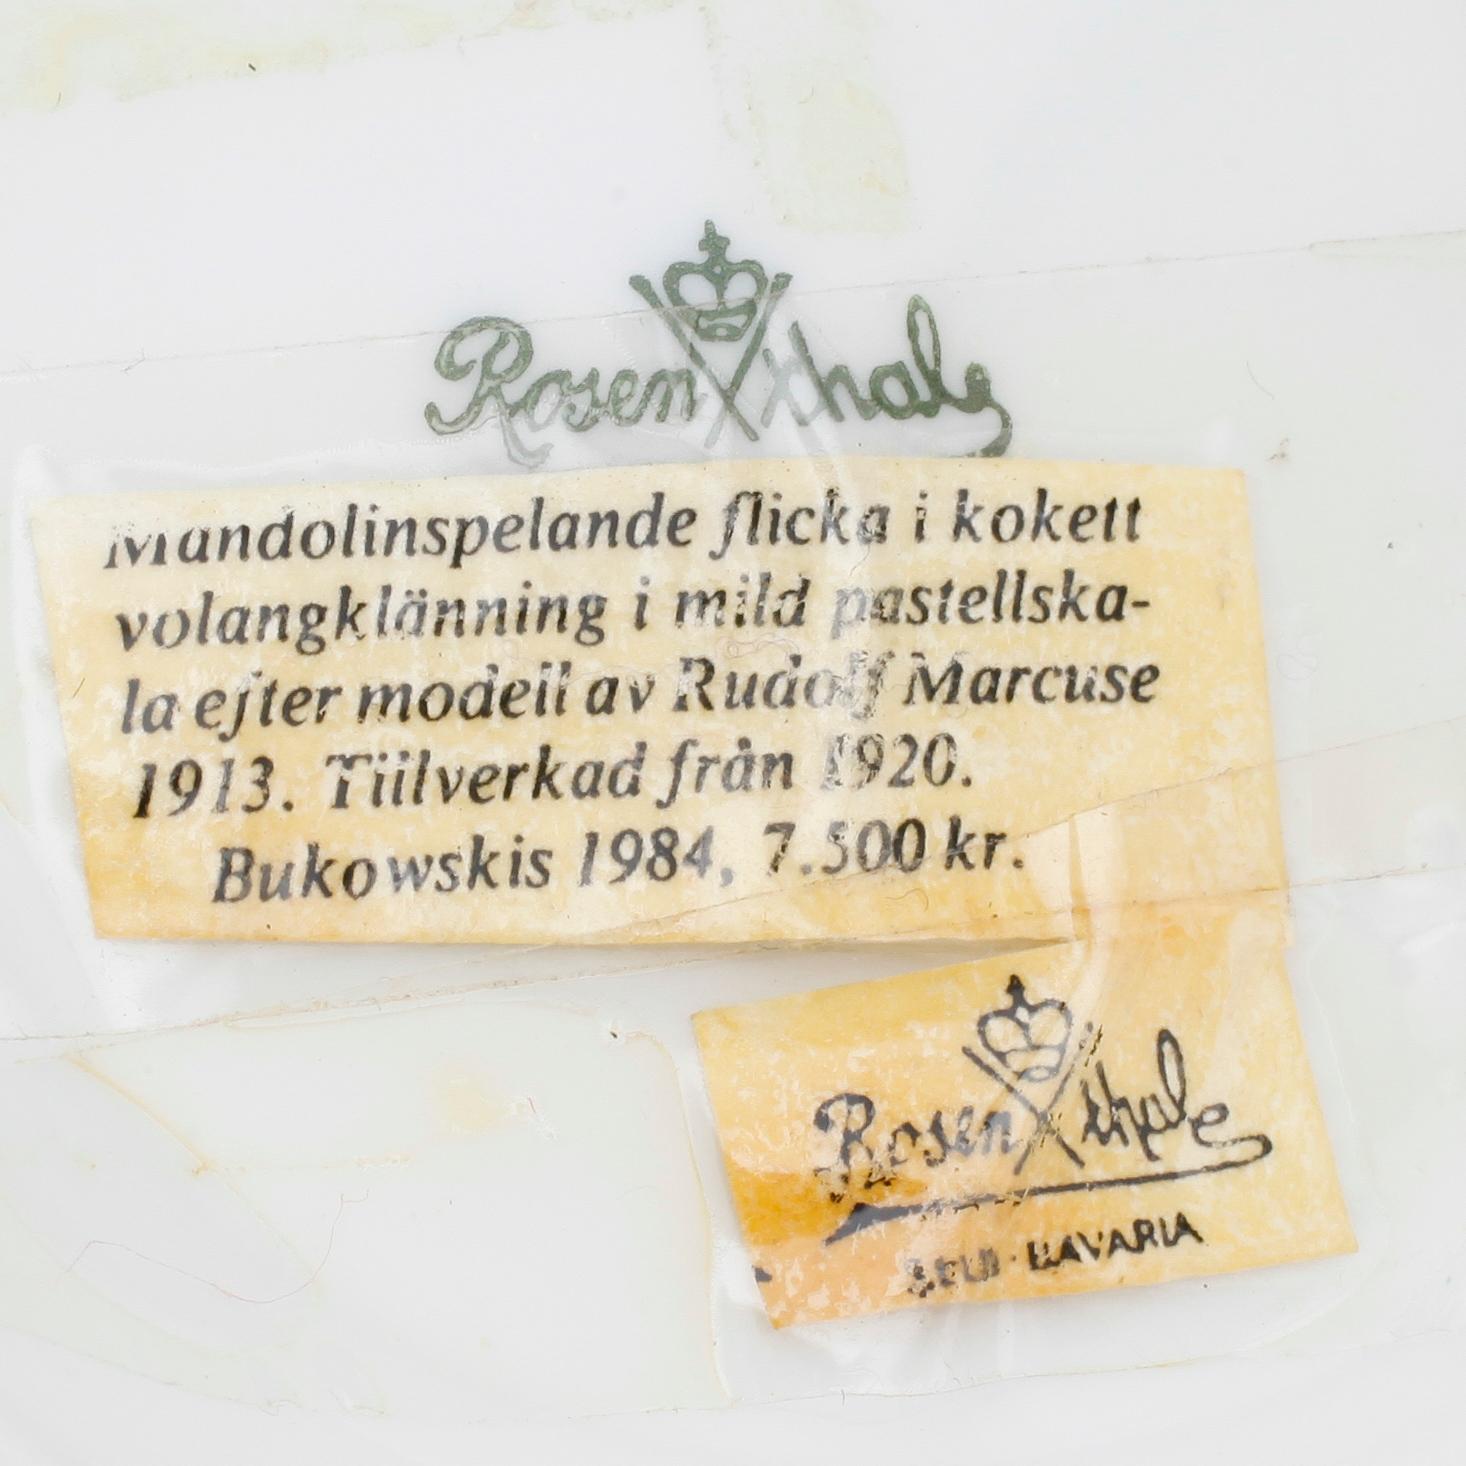 Rosenthal
Mandolinspelande flicka i kokett
volangklänning i mild pastellska-
la efter modell av Rudolf Marcuse
1913. Tillverkad från 1920.
Bukowskis 1984, 7.500 kr.
Rosenthal
SELB · BAVARIA